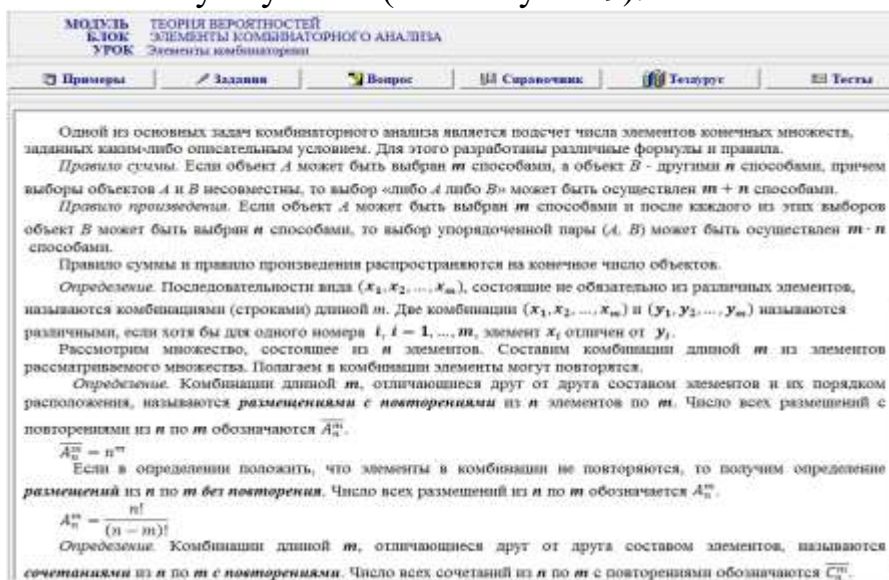 МОДУЛЬ ТЕОРИЯ ВЕРОЯТНОСТЕЙ
БЛОК ЭЛЕМЕНТЫ КОМБИНАТОРНОГО АНАЛИЗА
УРОК Элементы комбинаторики
Примеры Задания Вопрос Справочник Тезаурус Тесты
Одной из основных задач комбинаторного анализа является подсчет числа элементов конечных множеств,
заданных каким-либо описательным условием. Для этого разработаны различные формулы и правила.
Правило суммы. Если объект A может быть выбран m способами, а объект B - другими n способами, причем
выборы объектов A и B несовместны, то выбор «либо A либо B» может быть осуществлен m + n способами.
Правило произведения. Если объект A может быть выбран m способами и после каждого из этих выборов
объект B может быть выбран n способами, то выбор упорядоченной пары (A, B) может быть осуществлен m · n
способами.
Правило суммы и правило произведения распространяются на конечное число объектов.
Определение. Последовательности вида (x₁, x₂, ..., xₘ), состоящие не обязательно из различных элементов,
называются комбинациями (строками) длиной m. Две комбинации (x₁, x₂, ..., xₘ) и (y₁, y₂, ..., yₘ) называются
различными, если хотя бы для одного номера i, i = 1, ..., m, элемент xᵢ отличен от yᵢ.
Рассмотрим множество, состоящее из n элементов. Составим комбинации длиной m из элементов
рассматриваемого множества. Полагаем в комбинации элементы могут повторятся.
Определение. Комбинации длиной m, отличающиеся друг от друга составом элементов и их порядком
расположения, называются размещениями с повторениями из n элементов по m. Число всех размещений с
повторениями из n по m обозначаются \overline{A_n^m}.
\overline{A_n^m} = n^m
Если в определении положить, что элементы в комбинации не повторяются, то получим определение
размещений из n по m без повторения. Число всех размещений из n по m обозначается A_n^m.
A_n^m = n! / (n − m)!
Определение. Комбинации длиной m, отличающиеся друг от друга составом элементов, называются
сочетаниями из n по m с повторениями. Число всех сочетаний из n по m с повторениями обозначаются \overline{C_n^m}.